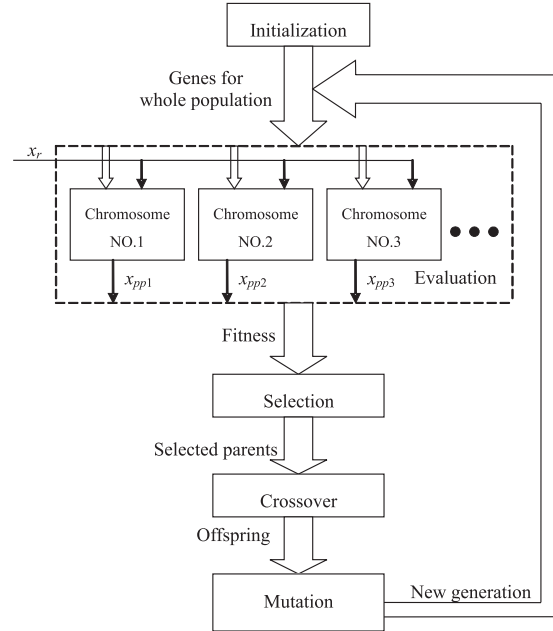 Initialization
Genes for
whole population
x_r
Chromosome
NO.1
Chromosome
NO.2
Chromosome
NO.3
x_pp1
x_pp2
x_pp3
Evaluation
Fitness
Selection
Selected parents
Crossover
Offspring
New generation
Mutation